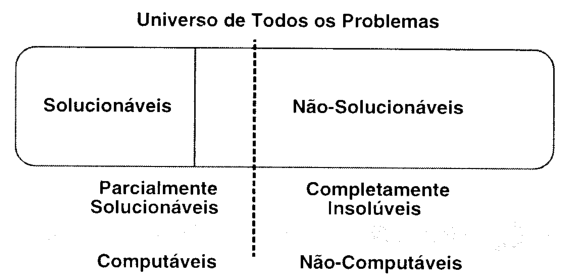 Universo de Todos os Problemas
Solucionáveis
Não-Solucionáveis
Parcialmente
Solucionáveis
Completamente
Insolúveis
Computáveis
Não-Computáveis